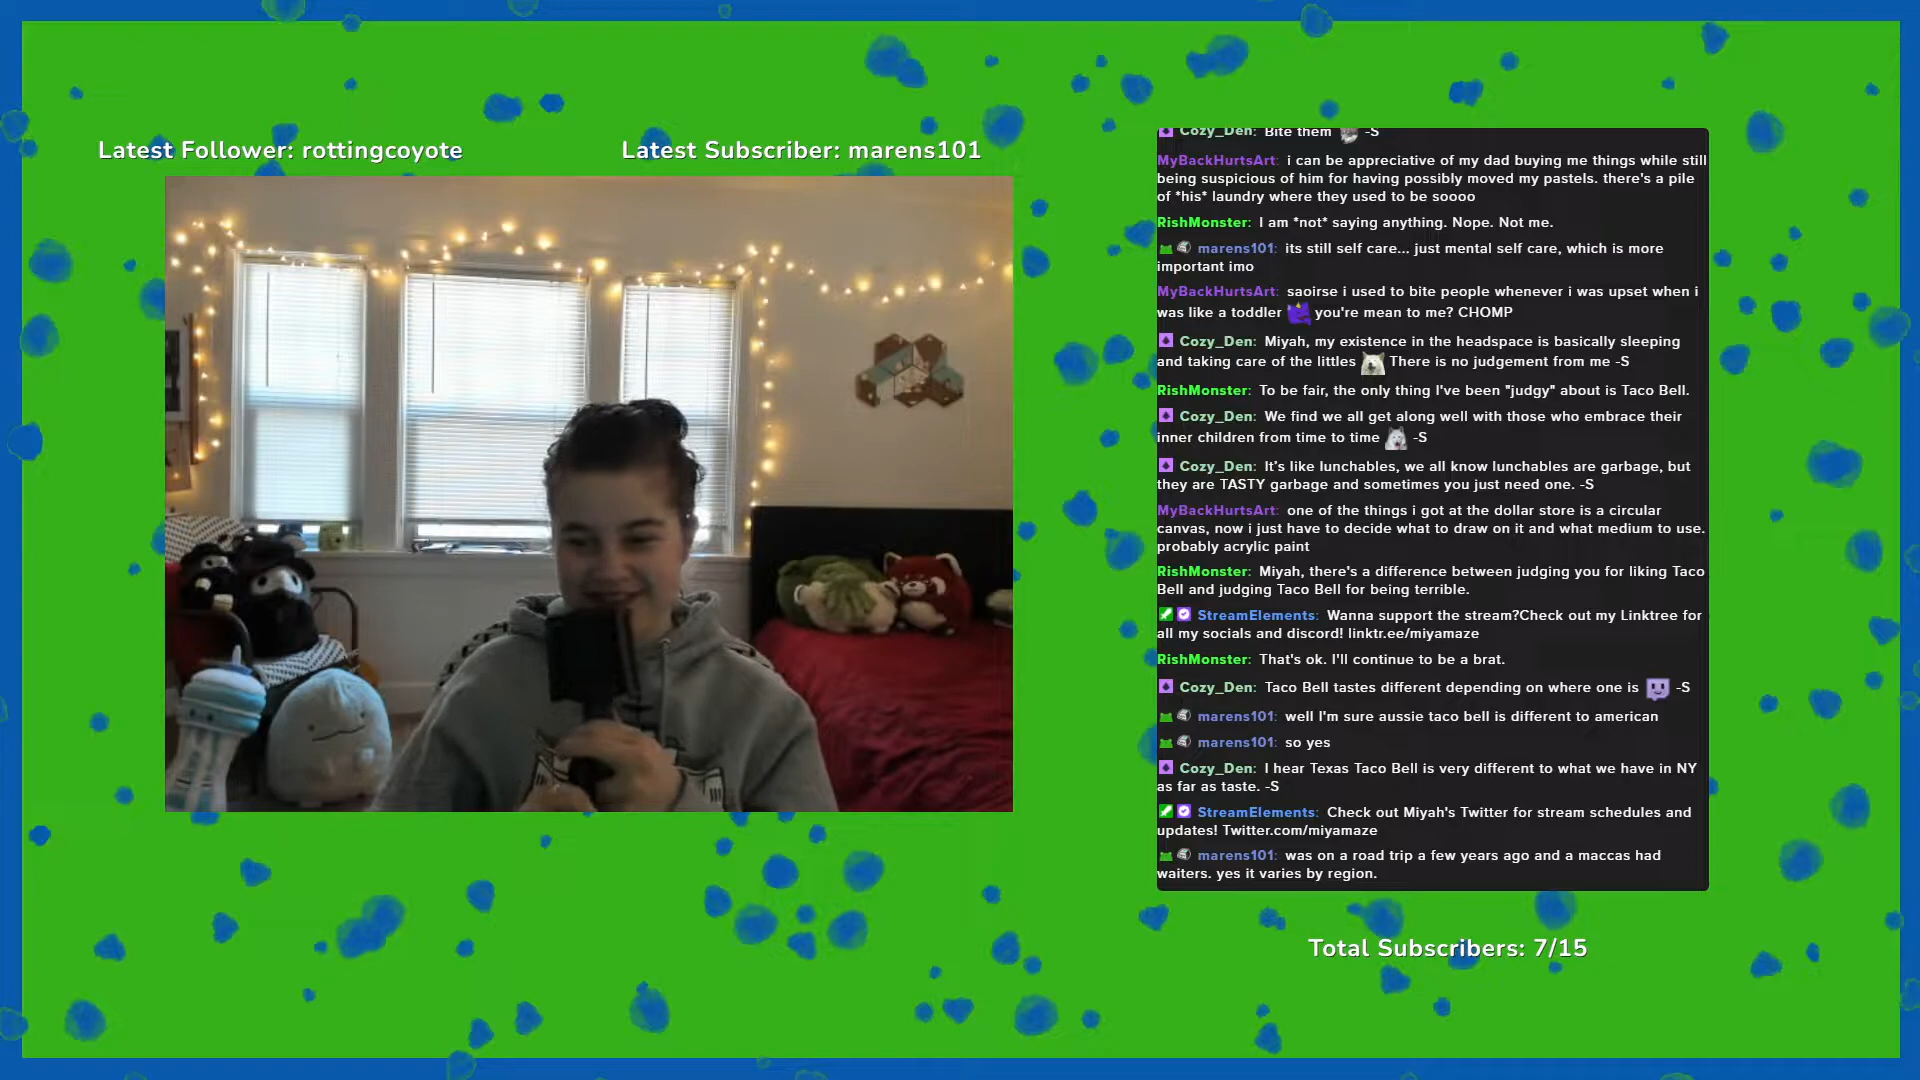 Latest Follower: rottingcoyote
Latest Subscriber: marens101
Cozy_Den: Bite them -S
MyBackHurtsArt: i can be appreciative of my dad buying me things while still
being suspicious of him for having possibly moved my pastels. there's a pile
of *his* laundry where they used to be soooo
RishMonster: I am *not* saying anything. Nope. Not me.
marens101: its still self care... just mental self care, which is more
important imo
MyBackHurtsArt: saoirse i used to bite people whenever i was upset when i
was like a toddler you're mean to me? CHOMP
Cozy_Den: Miyah, my existence in the headspace is basically sleeping
and taking care of the littles There is no judgement from me -S
RishMonster: To be fair, the only thing I've been "judgy" about is Taco Bell.
Cozy_Den: We find we all get along well with those who embrace their
inner children from time to time -S
Cozy_Den: It's like lunchables, we all know lunchables are garbage, but
they are TASTY garbage and sometimes you just need one. -S
MyBackHurtsArt: one of the things i got at the dollar store is a circular
canvas, now i just have to decide what to draw on it and what medium to use.
probably acrylic paint
RishMonster: Miyah, there's a difference between judging you for liking Taco
Bell and judging Taco Bell for being terrible.
StreamElements: Wanna support the stream?Check out my Linktree for
all my socials and discord! linktr.ee/miyamaze
RishMonster: That's ok. I'll continue to be a brat.
Cozy_Den: Taco Bell tastes different depending on where one is -S
marens101: well I'm sure aussie taco bell is different to american
marens101: so yes
Cozy_Den: I hear Texas Taco Bell is very different to what we have in NY
as far as taste. -S
StreamElements: Check out Miyah's Twitter for stream schedules and
updates! Twitter.com/miyamaze
marens101: was on a road trip a few years ago and a maccas had
waiters. yes it varies by region.
Total Subscribers: 7/15